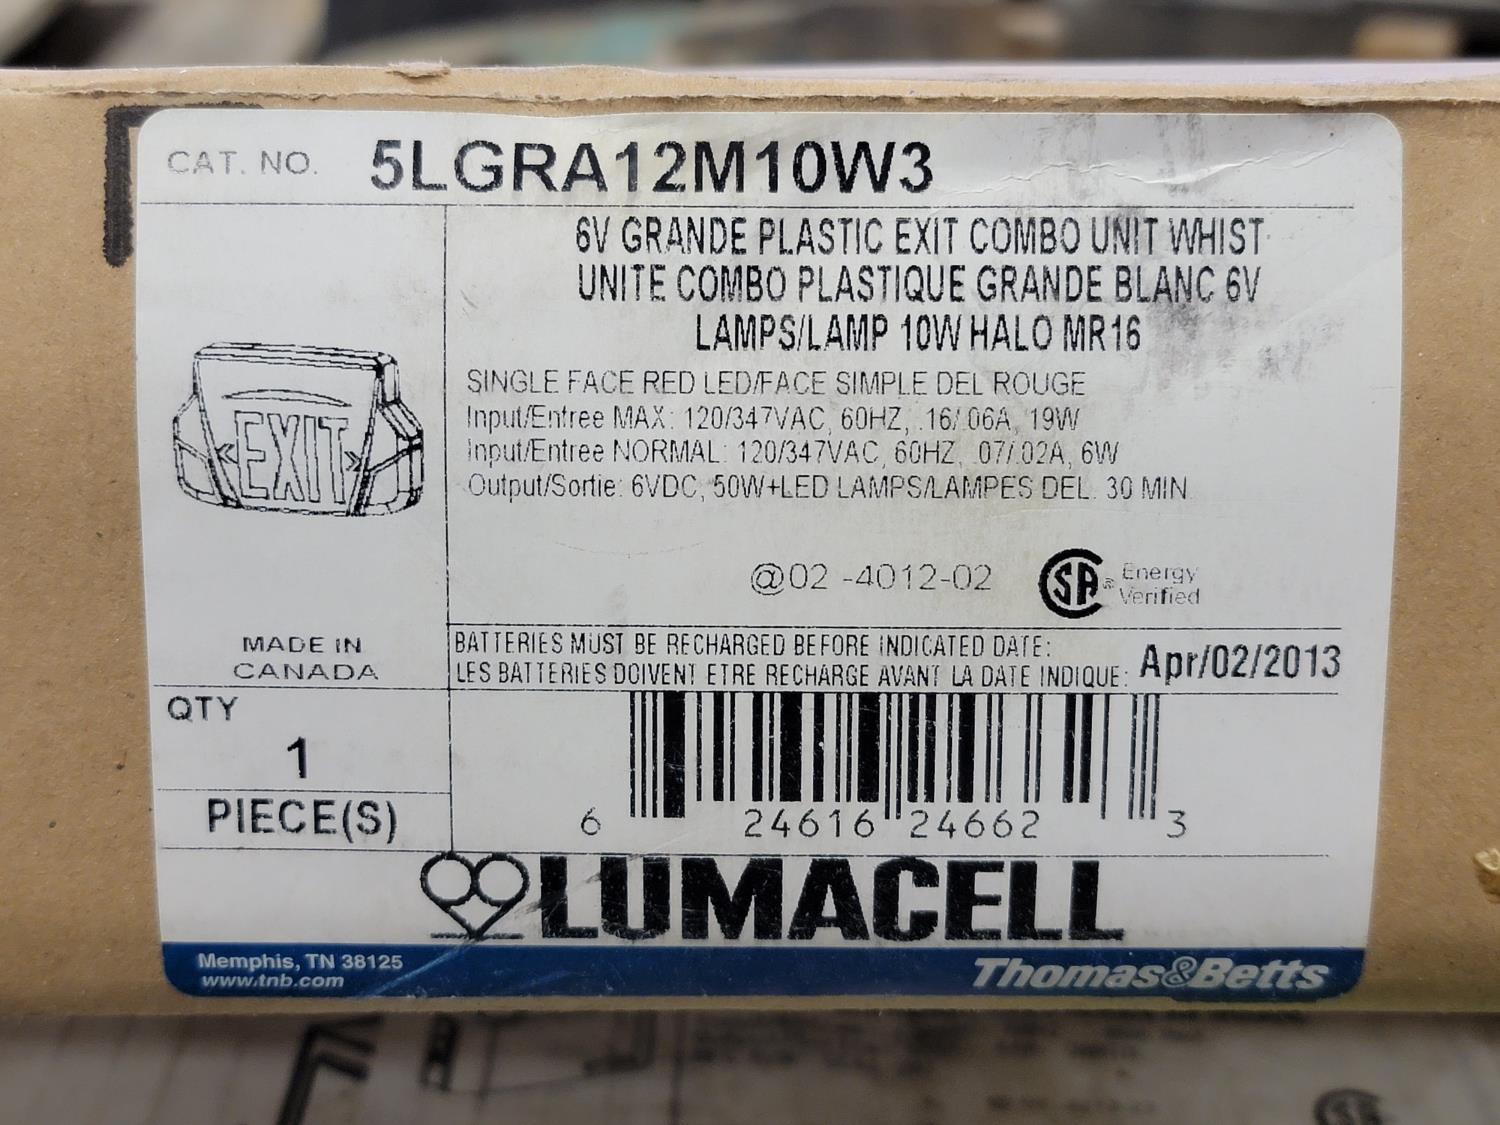 CAT. NO. 5LGRA12M10W3
6V GRANDE PLASTIC EXIT COMBO UNIT WHIST
UNITE COMBO PLASTIQUE GRANDE BLANC 6V
LAMPS/LAMP 10W HALO MR16
SINGLE FACE RED LED/FACE SIMPLE DEL ROUGE
Input/Entree MAX: 120/347VAC, 60HZ, .16/.06A, 19W
Input/Entree NORMAL: 120/347VAC, 60HZ, .07/.02A, 6W
Output/Sortie: 6VDC, 50W+LED LAMPS/LAMPES DEL. 30 MIN
EXIT
@02 -4012-02
SA ® Energy
Verified
MADE IN
CANADA
BATTERIES MUST BE RECHARGED BEFORE INDICATED DATE:
LES BATTERIES DOIVENT ETRE RECHARGE AVANT LA DATE INDIQUE:
Apr/02/2013
QTY
1
PIECE(S)
6 24616 24662 3
LUMACELL
Memphis, TN 38125
www.tnb.com
Thomas&Betts